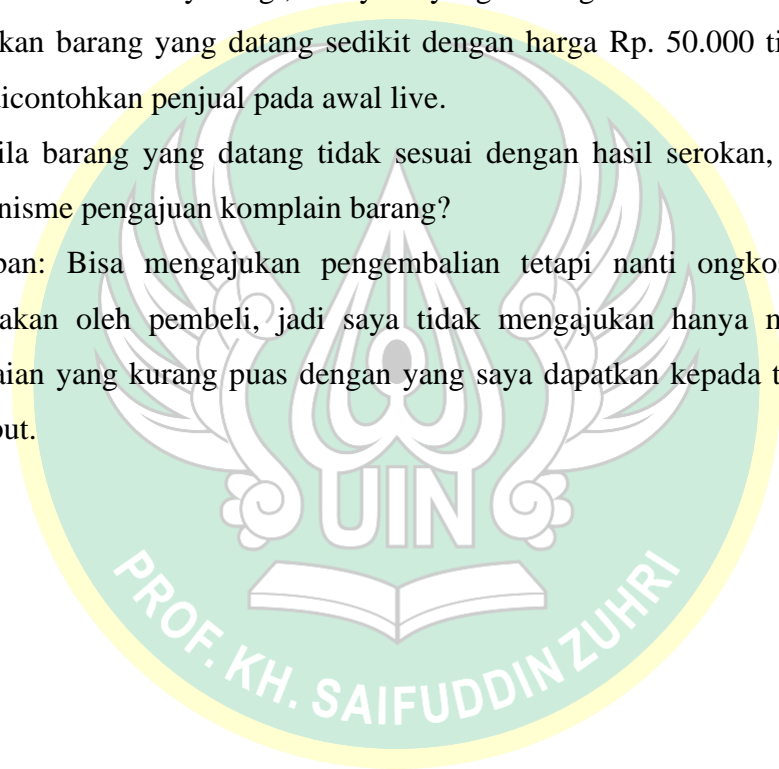 kan barang yang datang sedikit dengan harga Rp. 50.000 ti
dicontohkan penjual pada awal live.
ila barang yang datang tidak sesuai dengan hasil serokan,
nisme pengajuan komplain barang?
ban: Bisa mengajukan pengembalian tetapi nanti ongko
akan oleh pembeli, jadi saya tidak mengajukan hanya m
aian yang kurang puas dengan yang saya dapatkan kepada t
but.
UIN
PROF. KH. SAIFUDDIN ZUHRI